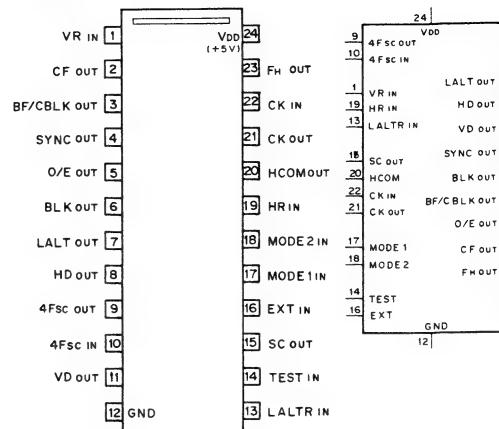 VR IN 1
CF OUT 2
BF/CBLK OUT 3
SYNC OUT 4
O/E OUT 5
BLK OUT 6
LALT OUT 7
HD OUT 8
4Fsc OUT 9
4Fsc IN 10
VD OUT 11
12 GND
VDD 24
(+5V)
23 FH OUT
22 CK IN
21 CK OUT
20 HCOM OUT
19 HR IN
18 MODE2 IN
17 MODE1 IN
16 EXT IN
15 SC OUT
14 TEST IN
13 LALTR IN
24
VDD
9 4Fsc OUT
10 4Fsc IN
1 VR IN
19 HR IN
13 LALTR IN
15 SC OUT
20 HCOM
22 CK IN
21 CK OUT
17 MODE 1
18 MODE 2
14 TEST
16 EXT
LALT OUT
HD OUT
VD OUT
SYNC OUT
BLK OUT
BF/CBLK OUT
O/E OUT
CF OUT
FH OUT
GND
12